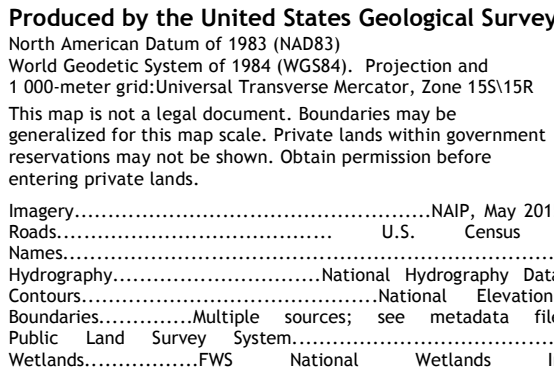 Produced by the United States Geological Survey
North American Datum of 1983 (NAD83)
World Geodetic System of 1984 (WGS84). Projection and
1 000-meter grid:Universal Transverse Mercator, Zone 15S\15R
This map is not a legal document. Boundaries may be
generalized for this map scale. Private lands within government
reservations may not be shown. Obtain permission before
entering private lands.
Imagery.................................................NAIP, May 201
Roads.................................. U.S. Census
Names....................................................................
Hydrography.............................National Hydrography Data
Contours.........................................National Elevation
Boundaries.............Multiple sources; see metadata file
Public Land Survey System....................................
Wetlands................FWS National Wetlands